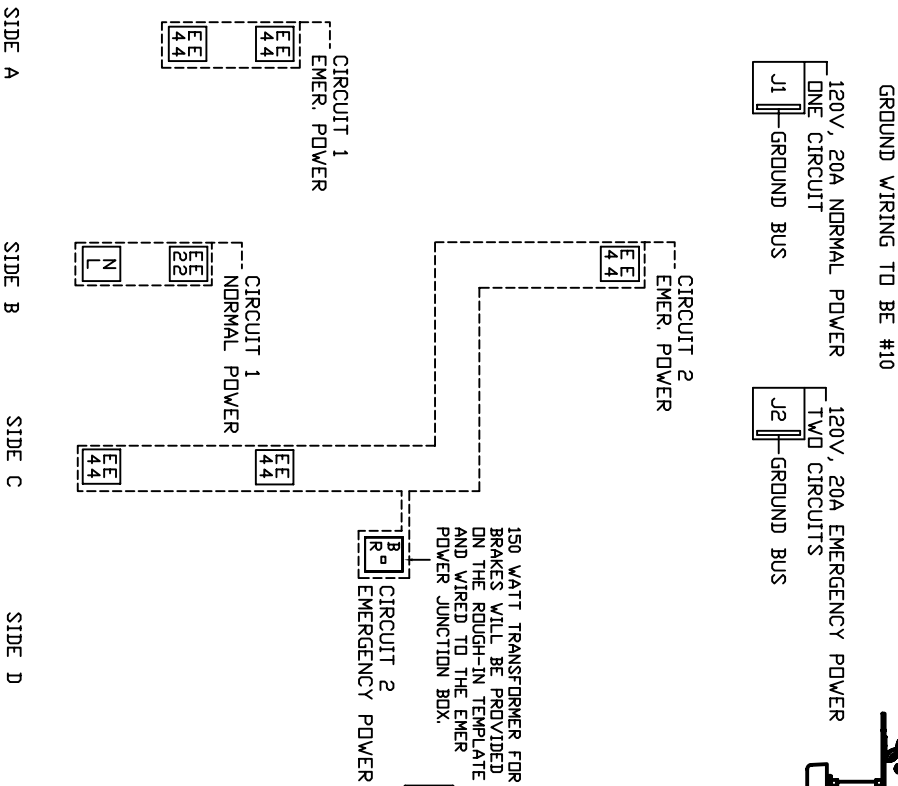 GROUND WIRING TO BE #10
120V, 20A NORMAL POWER
ONE CIRCUIT
J1
GROUND BUS
120V, 20A EMERGENCY POWER
TWO CIRCUITS
J2
GROUND BUS
CIRCUIT 1
EMER. POWER
EE
44
EE
44
CIRCUIT 2
EMER. POWER
EE
44
CIRCUIT 1
NORMAL POWER
EE
22
N
L
EE
44
EE
44
150 WATT TRANSFORMER FOR
BRAKES WILL BE PROVIDED
ON THE ROUGH-IN TEMPLATE
AND WIRED TO THE EMER
POWER JUNCTION BOX.
B
R
CIRCUIT 2
EMERGENCY POWER
SIDE A
SIDE B
SIDE C
SIDE D